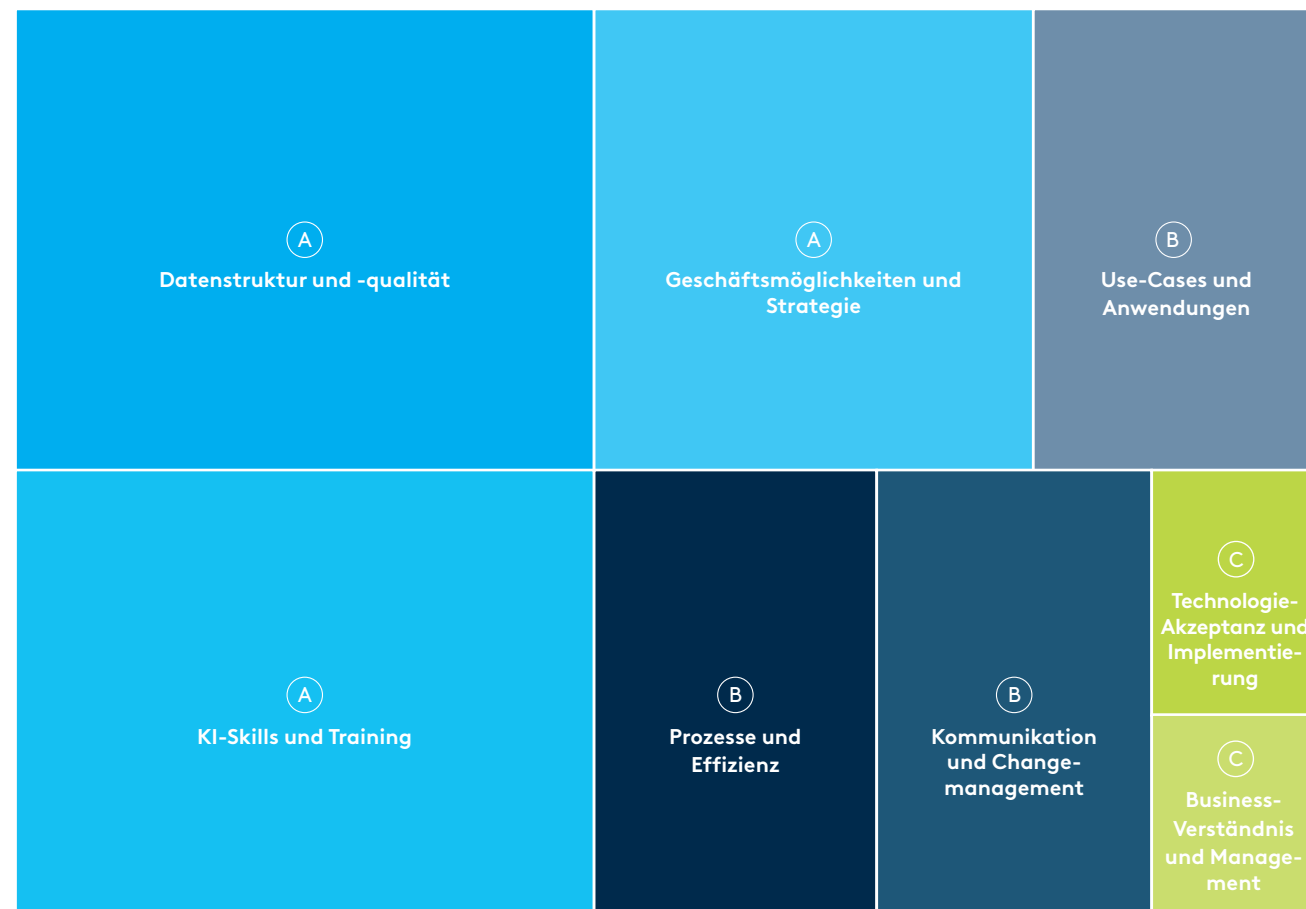 A
Datenstruktur und -qualität
A
Geschäftsmöglichkeiten und
Strategie
B
Use-Cases und
Anwendungen
A
KI-Skills und Training
B
Prozesse und
Effizienz
B
Kommunikation
und Change-
management
C
Technologie-
Akzeptanz und
Implementie-
rung
C
Business-
Verständnis
und Manage-
ment